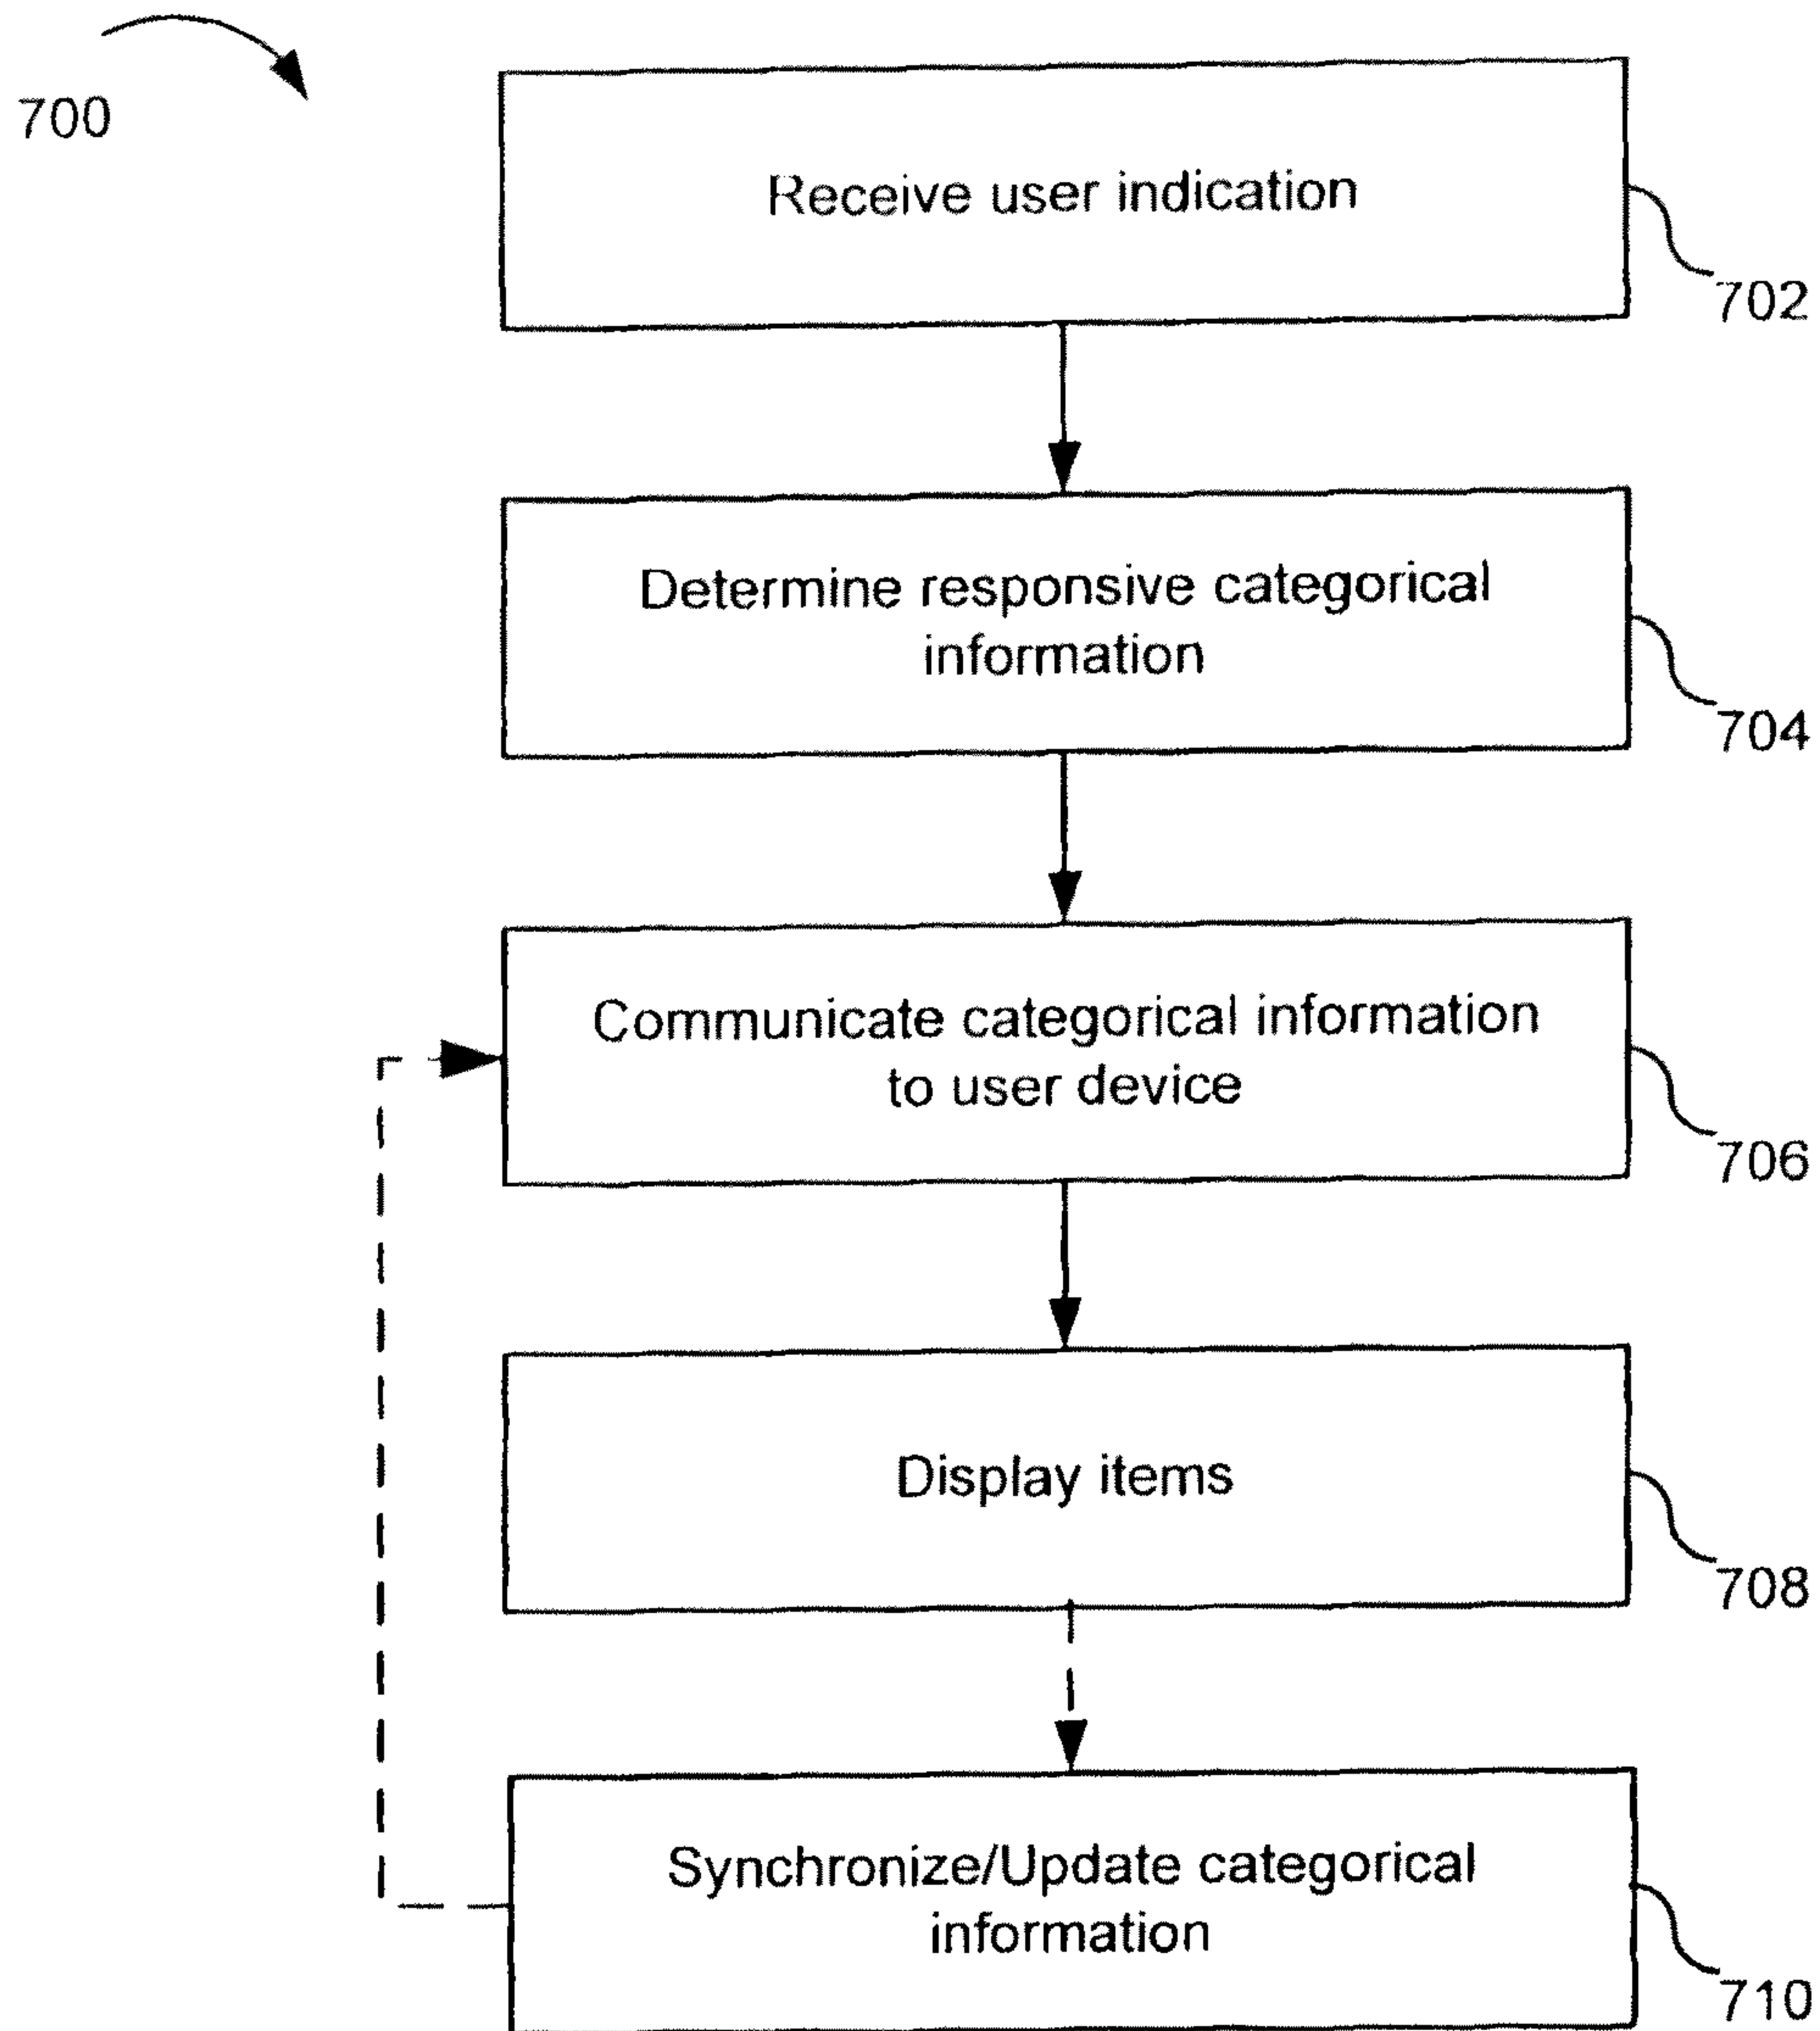 700
Receive user indication
702
Determine responsive categorical
information
704
Communicate categorical information
to user device
706
Display items
708
Synchronize/Update categorical
information
710